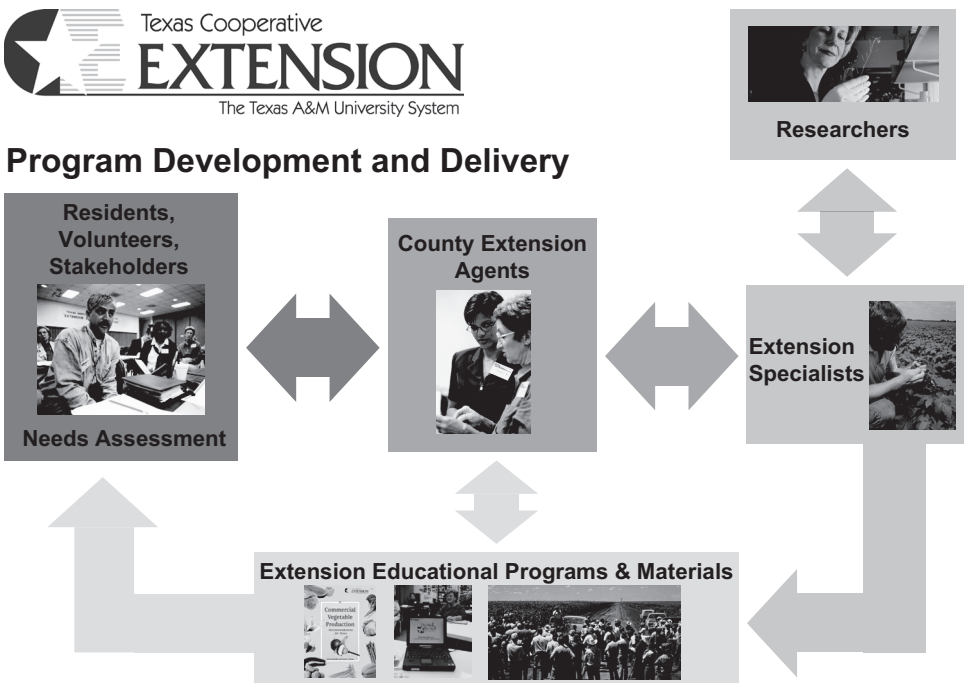 Texas Cooperative
EXTENSION
The Texas A&M University System
Program Development and Delivery
Researchers
Residents,
Volunteers,
Stakeholders
Needs Assessment
County Extension
Agents
Extension
Specialists
Extension Educational Programs & Materials
Commercial
Vegetable
Production